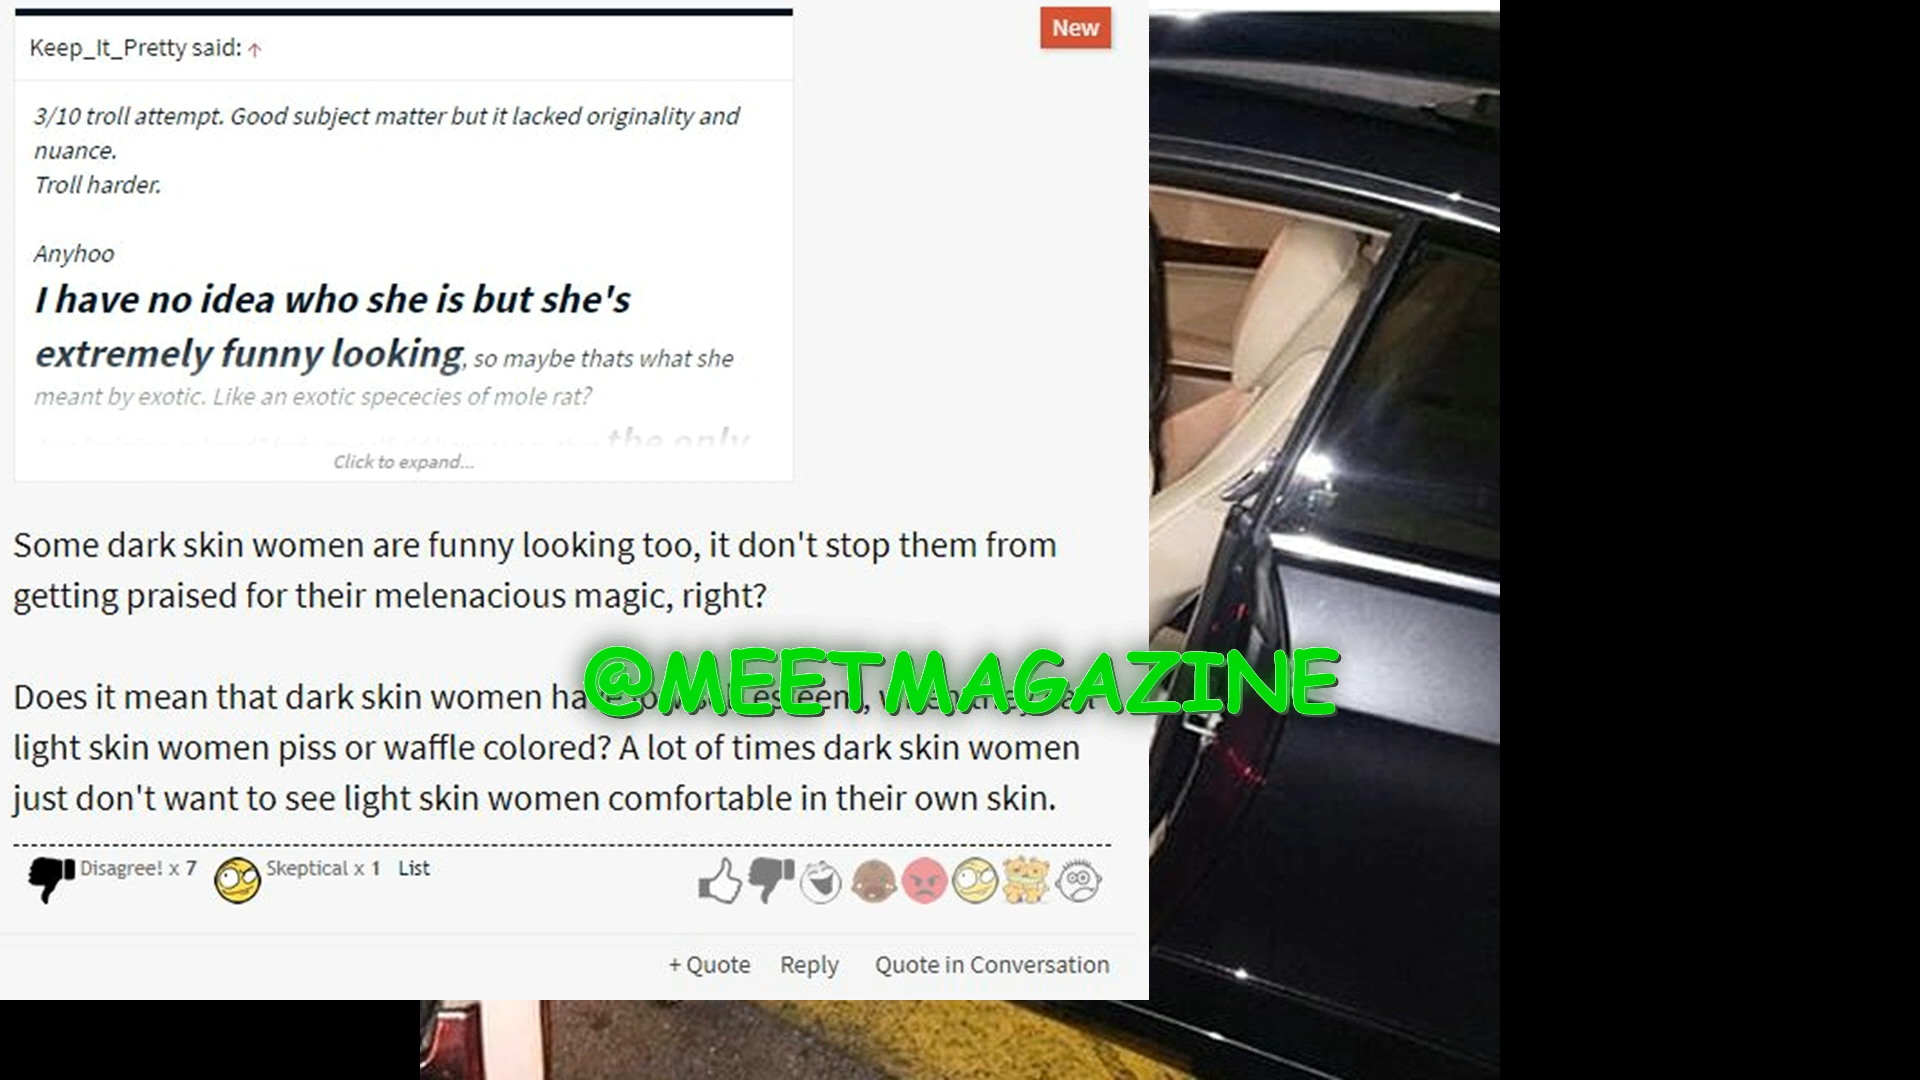 New
Keep_It_Pretty said: ↑
3/10 troll attempt. Good subject matter but it lacked originality and
nuance.
Troll harder.
Anyhoo
I have no idea who she is but she's
extremely funny looking, so maybe thats what she
meant by exotic. Like an exotic spececies of mole rat?
the only
Click to expand...
Some dark skin women are funny looking too, it don't stop them from
getting praised for their melenacious magic, right?
@MEETMAGAZINE
Does it mean that dark skin women
light skin women piss or waffle colored? A lot of times dark skin women
just don't want to see light skin women comfortable in their own skin.
Disagree! x 7 Skeptical x 1 List
+ Quote Reply Quote in Conversation